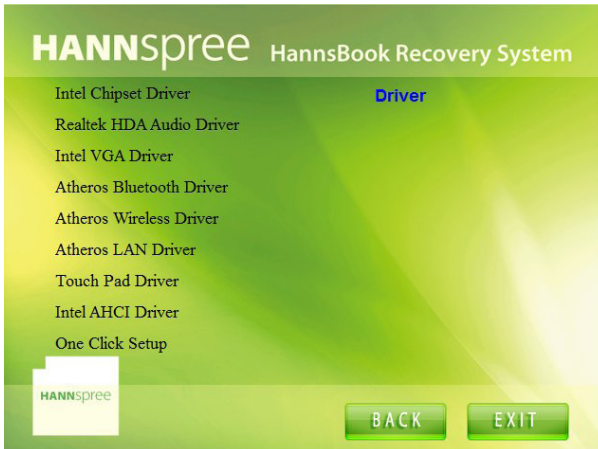 HANNspree HannsBook Recovery System
Intel Chipset Driver
Driver
Realtek HDA Audio Driver
Intel VGA Driver
Atheros Bluetooth Driver
Atheros Wireless Driver
Atheros LAN Driver
Touch Pad Driver
Intel AHCI Driver
One Click Setup
HANNspree
BACK EXIT